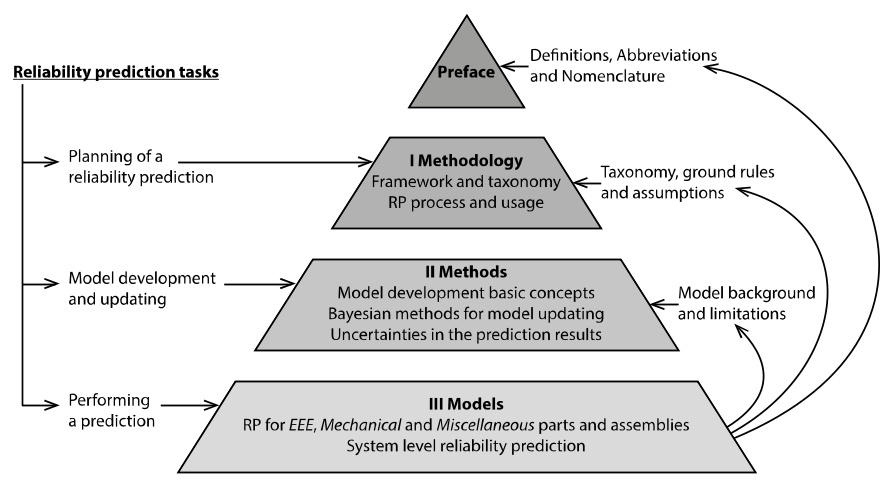 Reliability prediction tasks
Preface
Definitions, Abbreviations
and Nomenclature
Planning of a
reliability prediction
I Methodology
Framework and taxonomy
RP process and usage
Taxonomy, ground rules
and assumptions
Model development
and updating
II Methods
Model development basic concepts
Bayesian methods for model updating
Uncertainties in the prediction results
Model background
and limitations
Performing
a prediction
III Models
RP for EEE, Mechanical and Miscellaneous parts and assemblies
System level reliability prediction